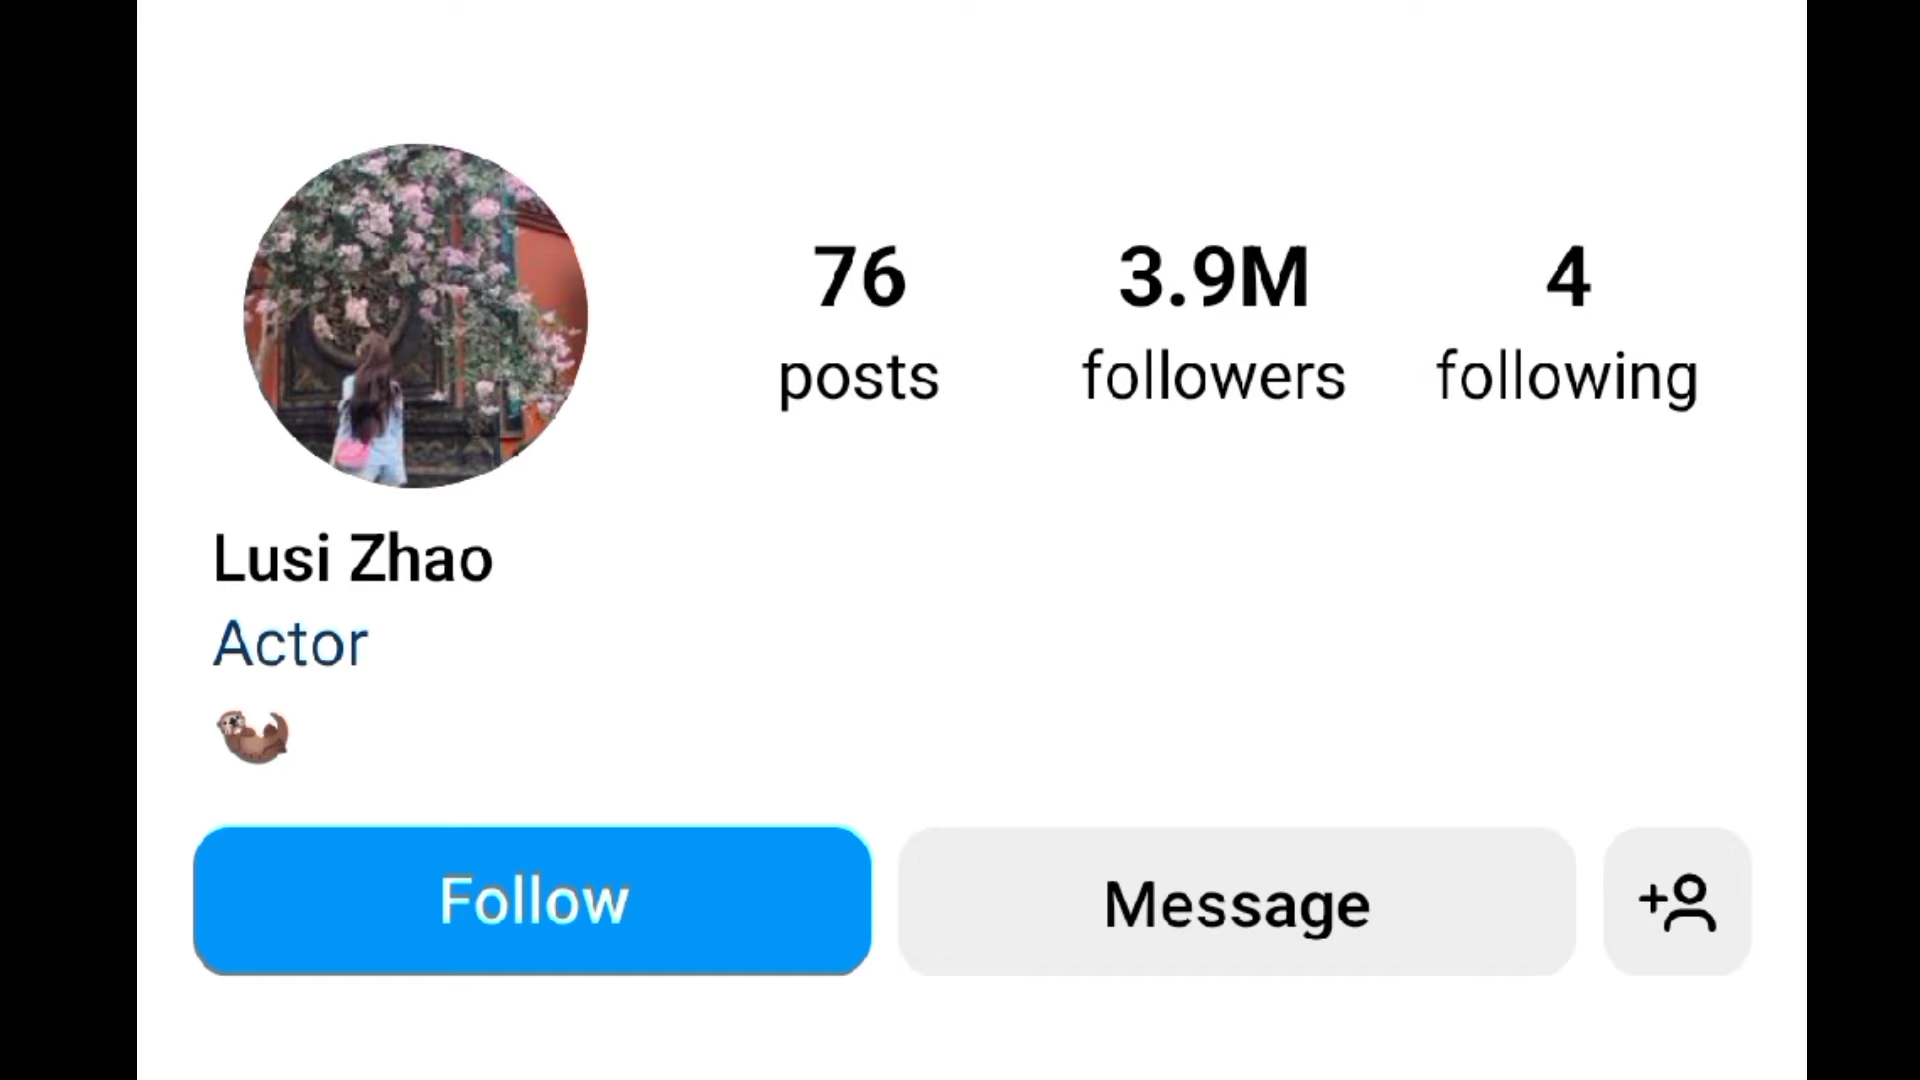 76 3.9M 4
posts followers following
Lusi Zhao
Actor
Follow Message